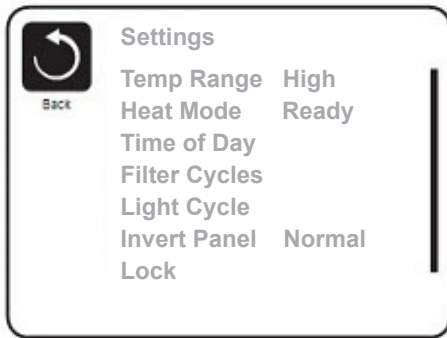 Settings
Back
Temp Range High
Heat Mode Ready
Time of Day
Filter Cycles
Light Cycle
Invert Panel Normal
Lock